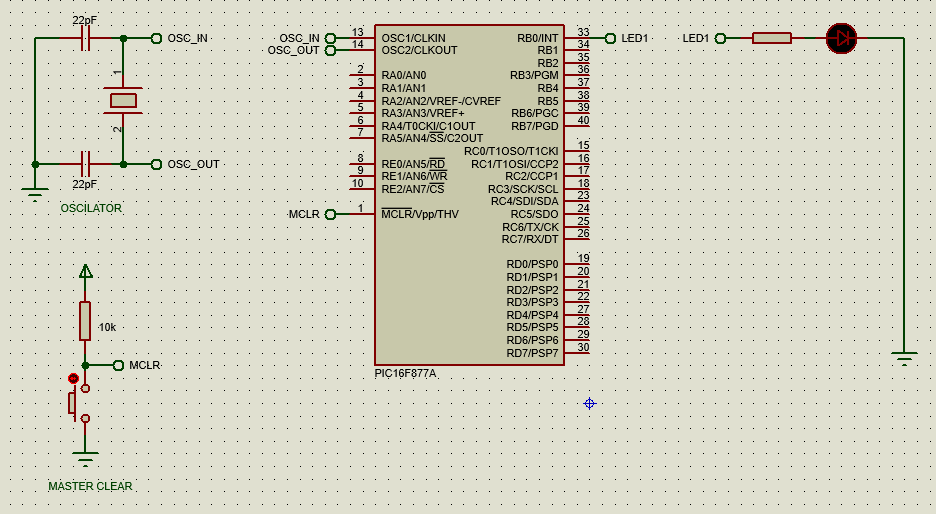 22pF
OSC_IN
1
2
OSC_OUT
22pF
OSCILATOR
10k
MCLR
MASTER CLEAR
OSC_IN 13 OSC1/CLKIN
OSC_OUT 14 OSC2/CLKOUT
2 RA0/AN0
3 RA1/AN1
4 RA2/AN2/VREF-/CVREF
5 RA3/AN3/VREF+
6 RA4/T0CKI/C1OUT
7 RA5/AN4/SS/C2OUT
8 RE0/AN5/RD
9 RE1/AN6/WR
10 RE2/AN7/CS
MCLR 1 MCLR/Vpp/THV
RB0/INT 33 LED1
RB1 34
RB2 35
RB3/PGM 36
RB4 37
RB5 38
RB6/PGC 39
RB7/PGD 40
RC0/T1OSO/T1CKI 15
RC1/T1OSI/CCP2 16
RC2/CCP1 17
RC3/SCK/SCL 18
RC4/SDI/SDA 23
RC5/SDO 24
RC6/TX/CK 25
RC7/RX/DT 26
RD0/PSP0 19
RD1/PSP1 20
RD2/PSP2 21
RD3/PSP3 22
RD4/PSP4 27
RD5/PSP5 28
RD6/PSP6 29
RD7/PSP7 30
PIC16F877A
LED1